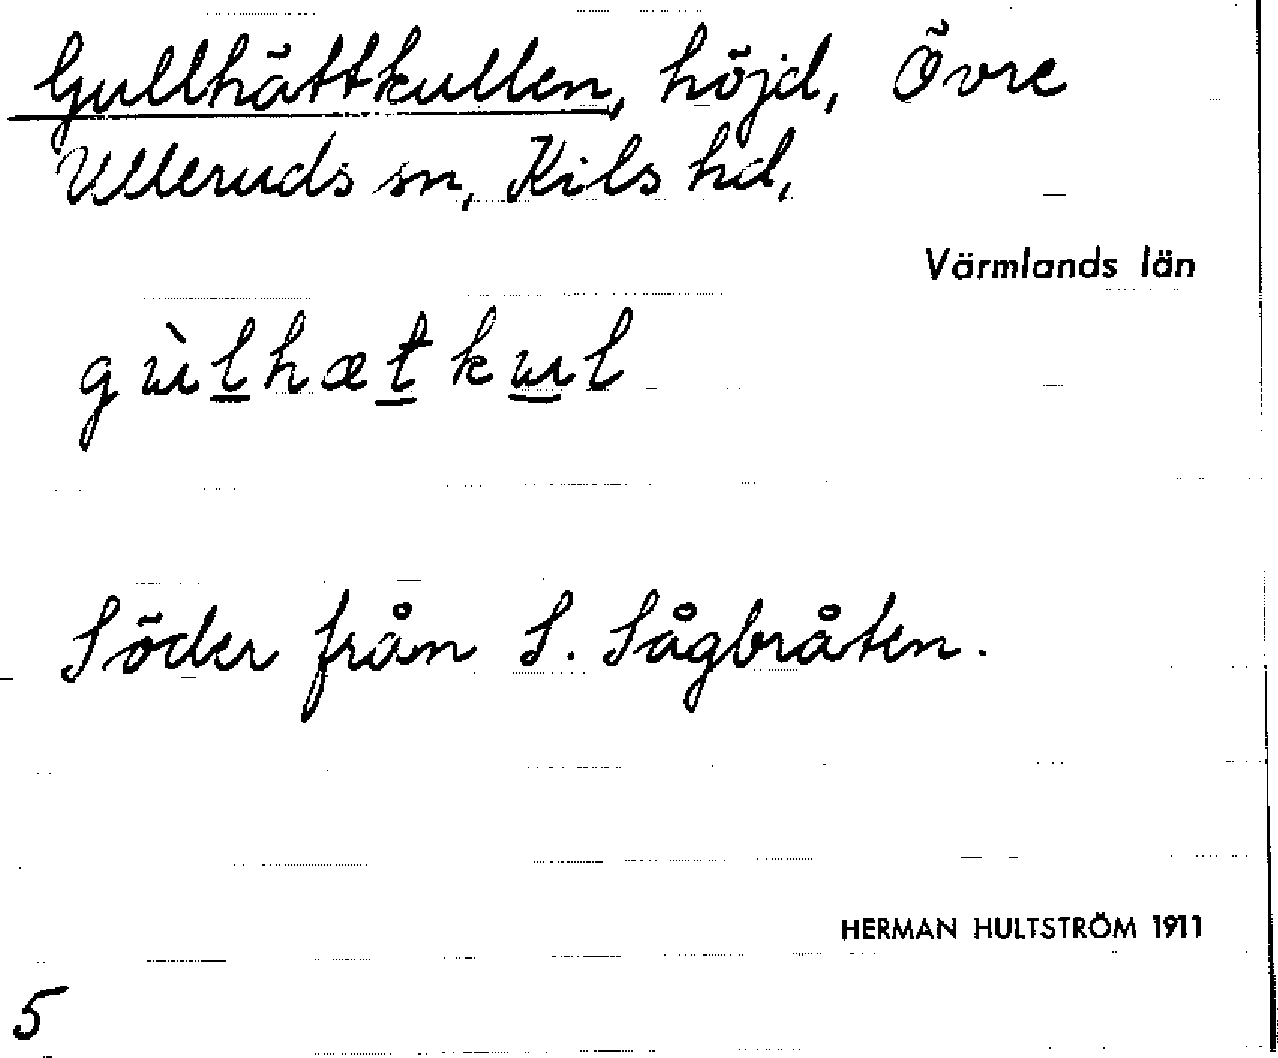 Gullhättkullen, höjd, Övre
Ulleruds sn, Kils hd,
Värmlands län
gùlhætkul
Söder från S. Sågbråten.
HERMAN HULTSTRÖM 1911
5